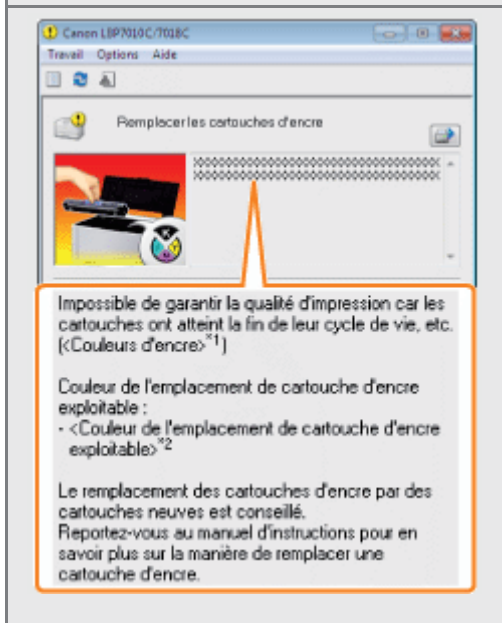 Canon LBP7010C/7018C
Travail Options Aide
Remplacer les cartouches d'encre
XXXXXXXXXXXXXXXXXXXXXXXXXXXXXXXXXXX
XXXXXXXXXXXXXXXXXXXXXXXXXXXXXXXXXXX
Impossible de garantir la qualité d'impression car les
cartouches ont atteint la fin de leur cycle de vie, etc.
(<Couleurs d'encre>*1)
Couleur de l'emplacement de cartouche d'encre
exploitable :
- <Couleur de l'emplacement de cartouche d'encre
exploitable>*2
Le remplacement des cartouches d'encre par des
cartouches neuves est conseillé.
Reportez-vous au manuel d'instructions pour en
savoir plus sur la manière de remplacer une
cartouche d'encre.